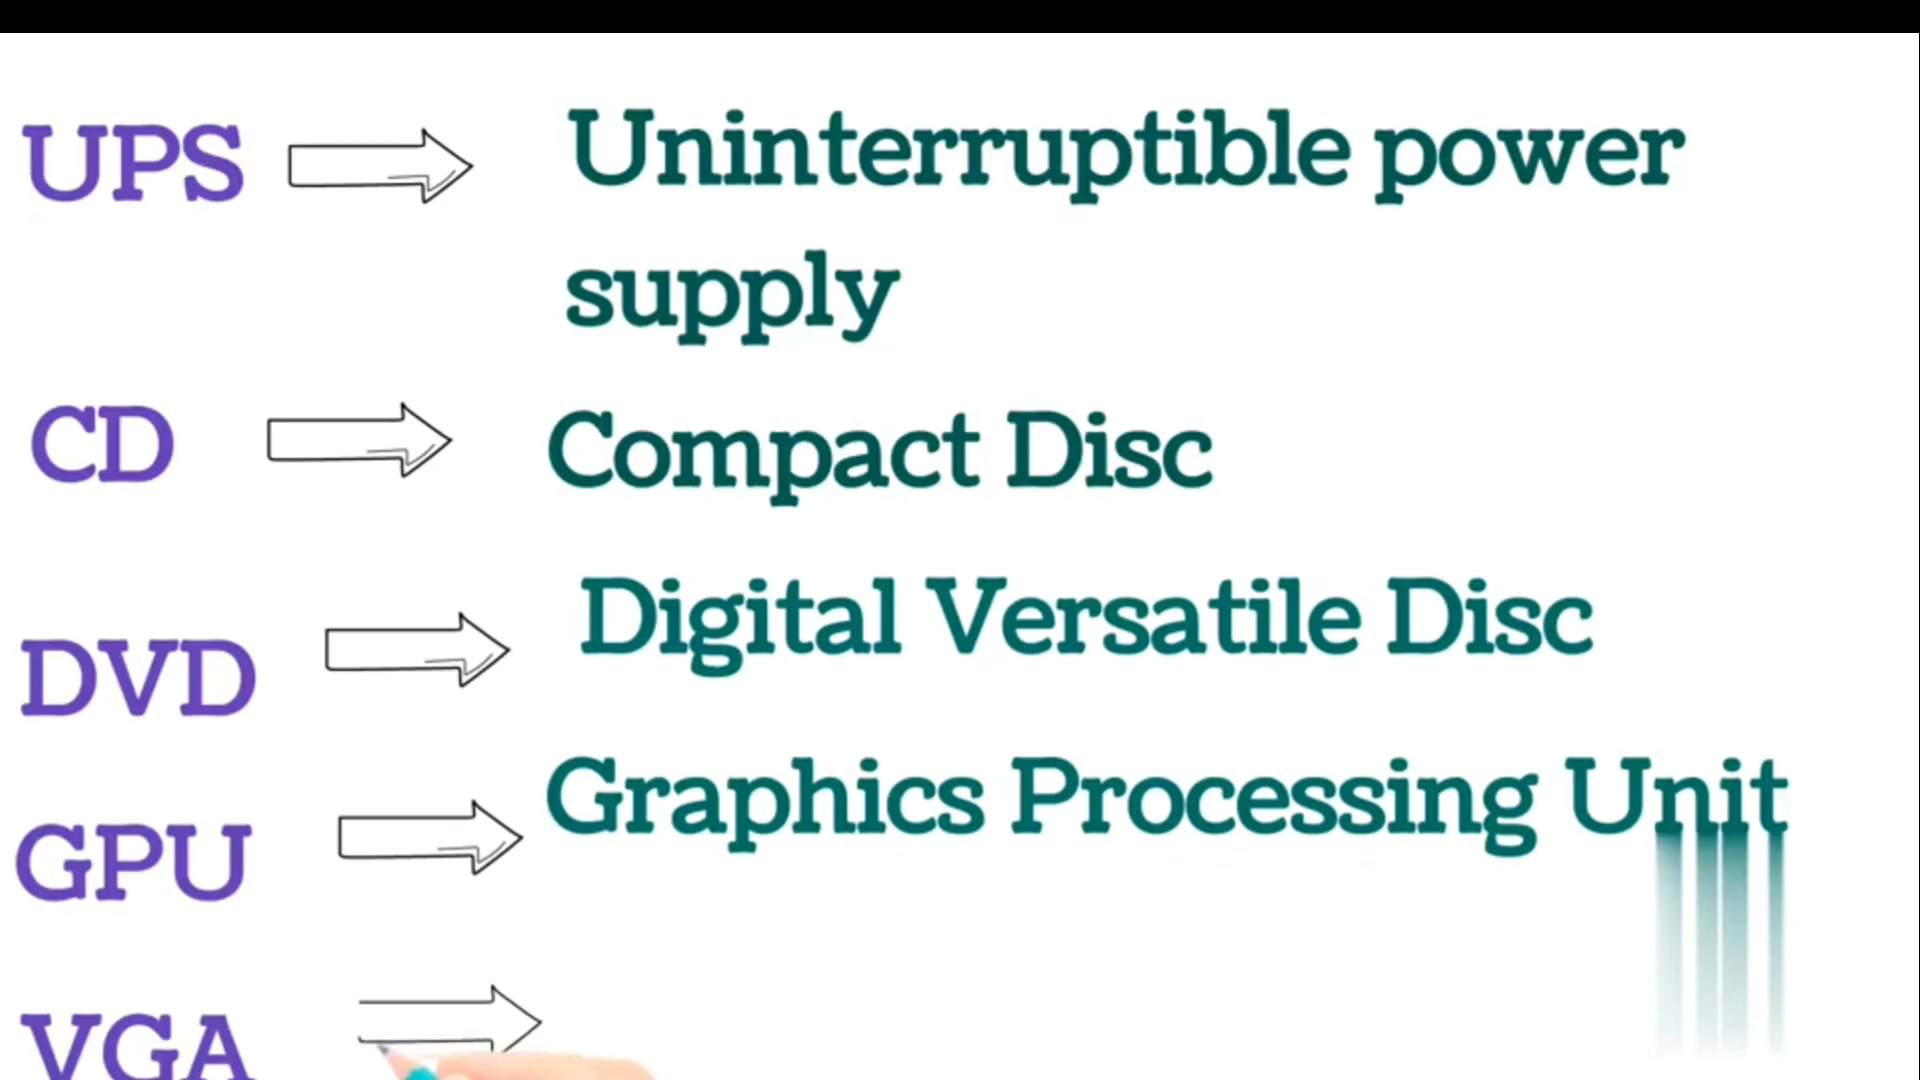 UPS Uninterruptible power
supply
CD Compact Disc
DVD Digital Versatile Disc
GPU Graphics Processing Unit
VGA